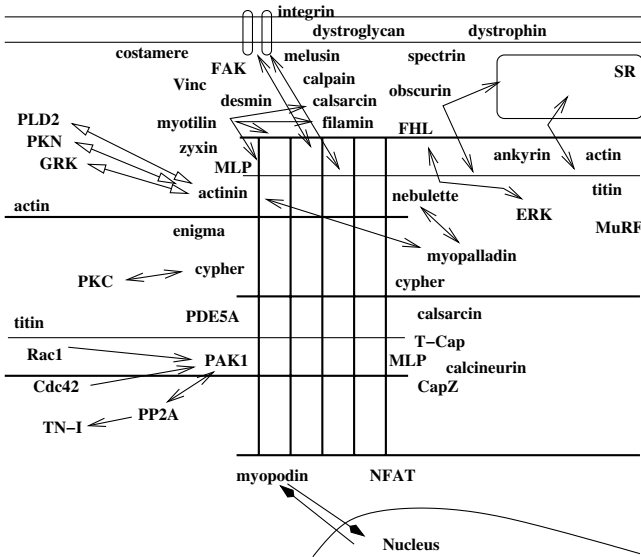 integrin
dystroglycan dystrophin
costamere melusin spectrin
FAK SR
Vinc calpain
desmin calsarcin obscurin
PLD2 myotilin filamin
PKN FHL
zyxin ankyrin actin
GRK MLP
actinin nebulette titin
actin ERK
enigma MuRF
myopalladin
PKC cypher cypher
titin PDE5A calsarcin
T-Cap
Rac1 PAK1 MLP calcineurin
Cdc42 CapZ
PP2A
TN-I
myopodin NFAT
Nucleus